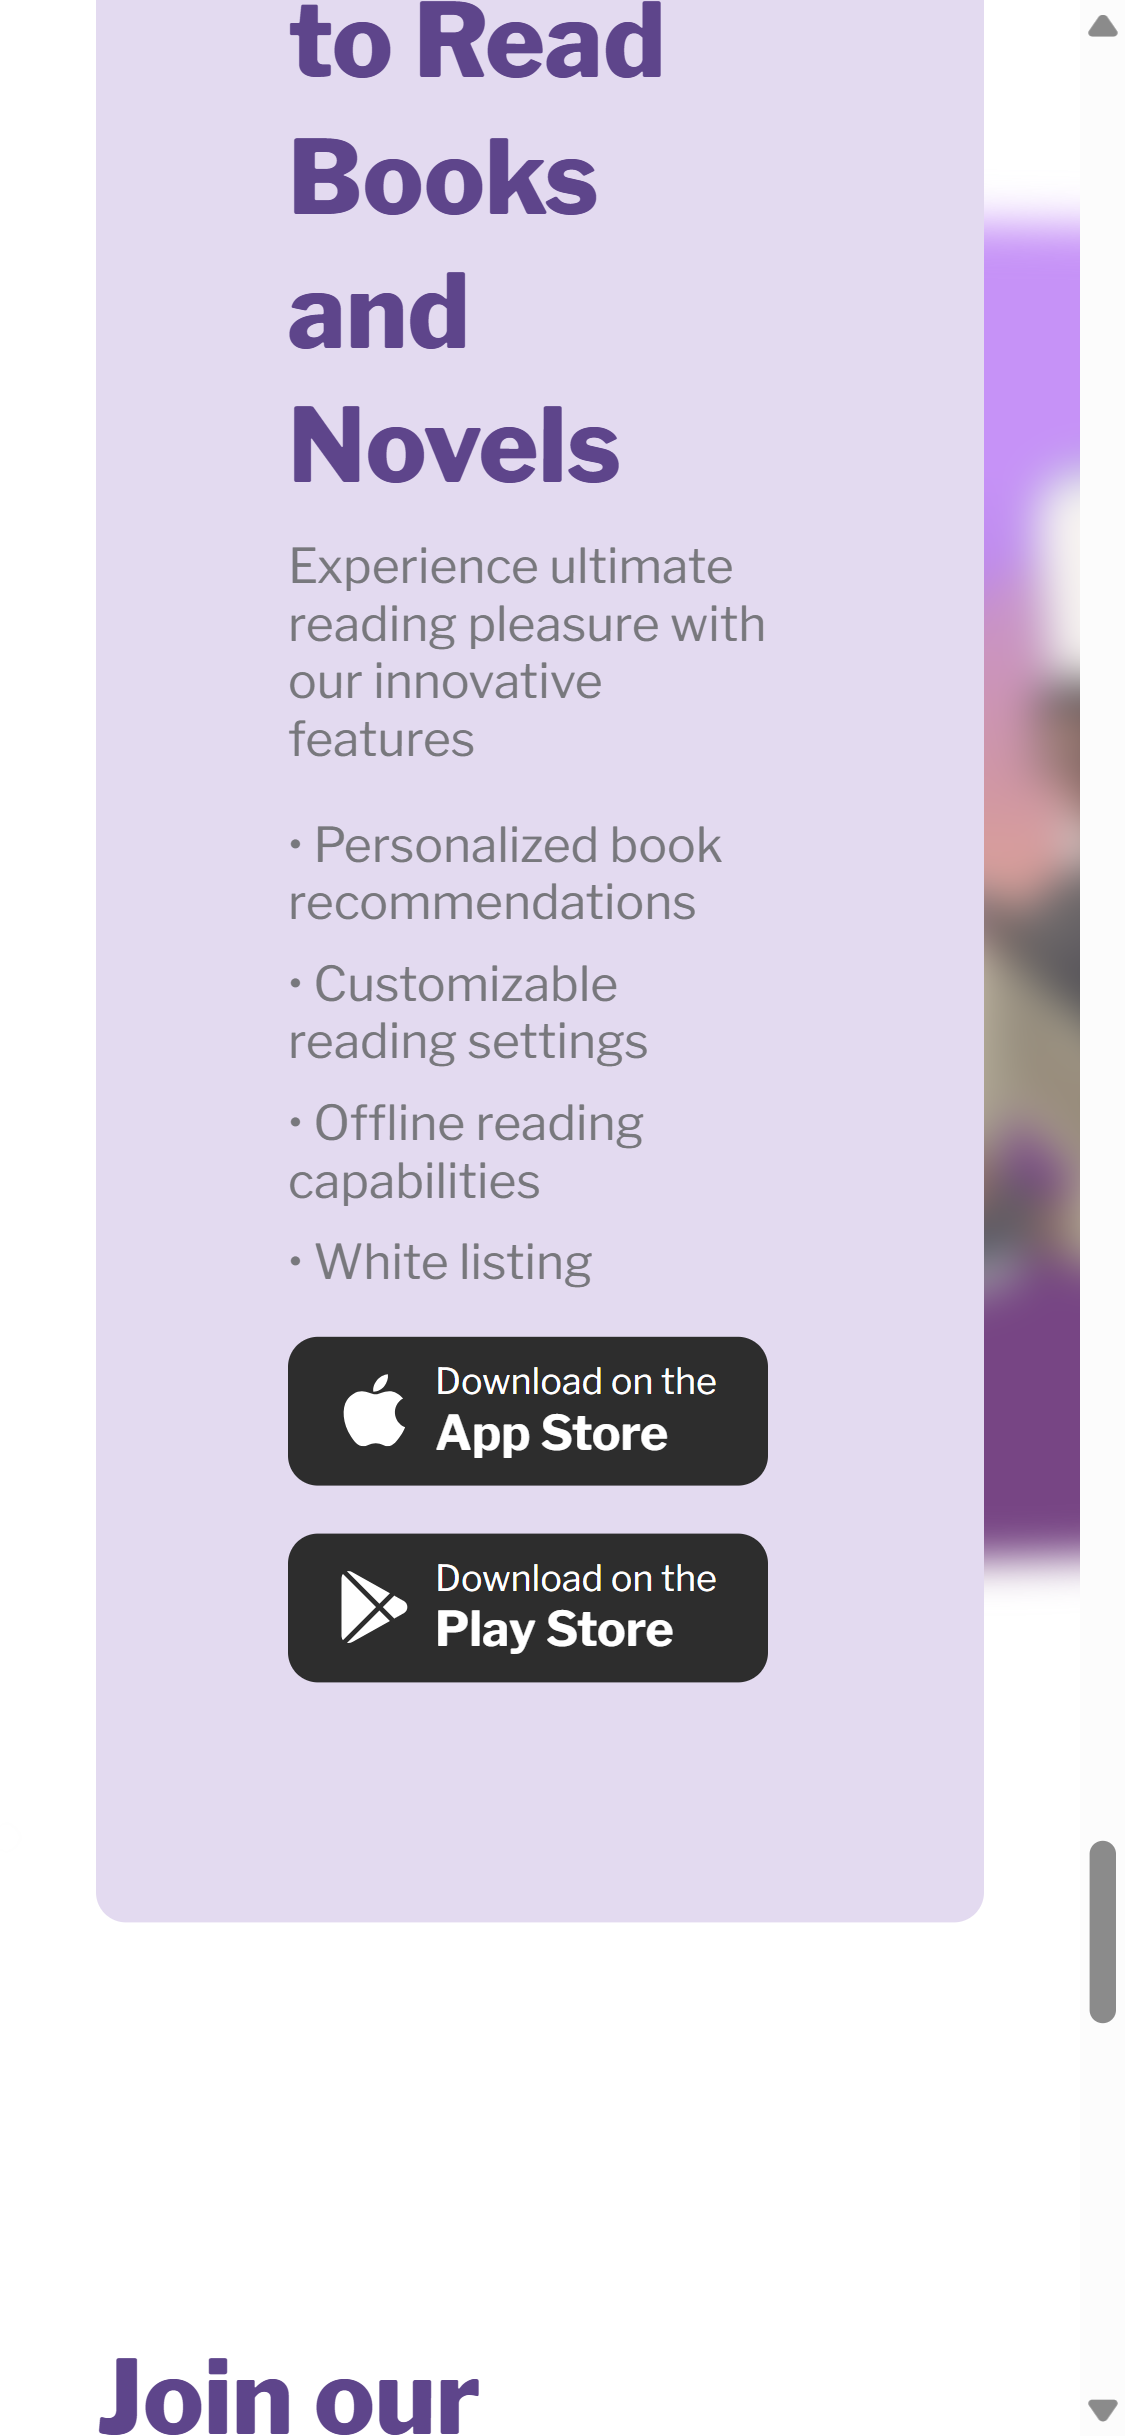 to Read
Books
and
Novels
Experience ultimate
reading pleasure with
our innovative
features
• Personalized book
recommendations
• Customizable
reading settings
• Offline reading
capabilities
• White listing
Download on the
App Store
Download on the
Play Store
Join our